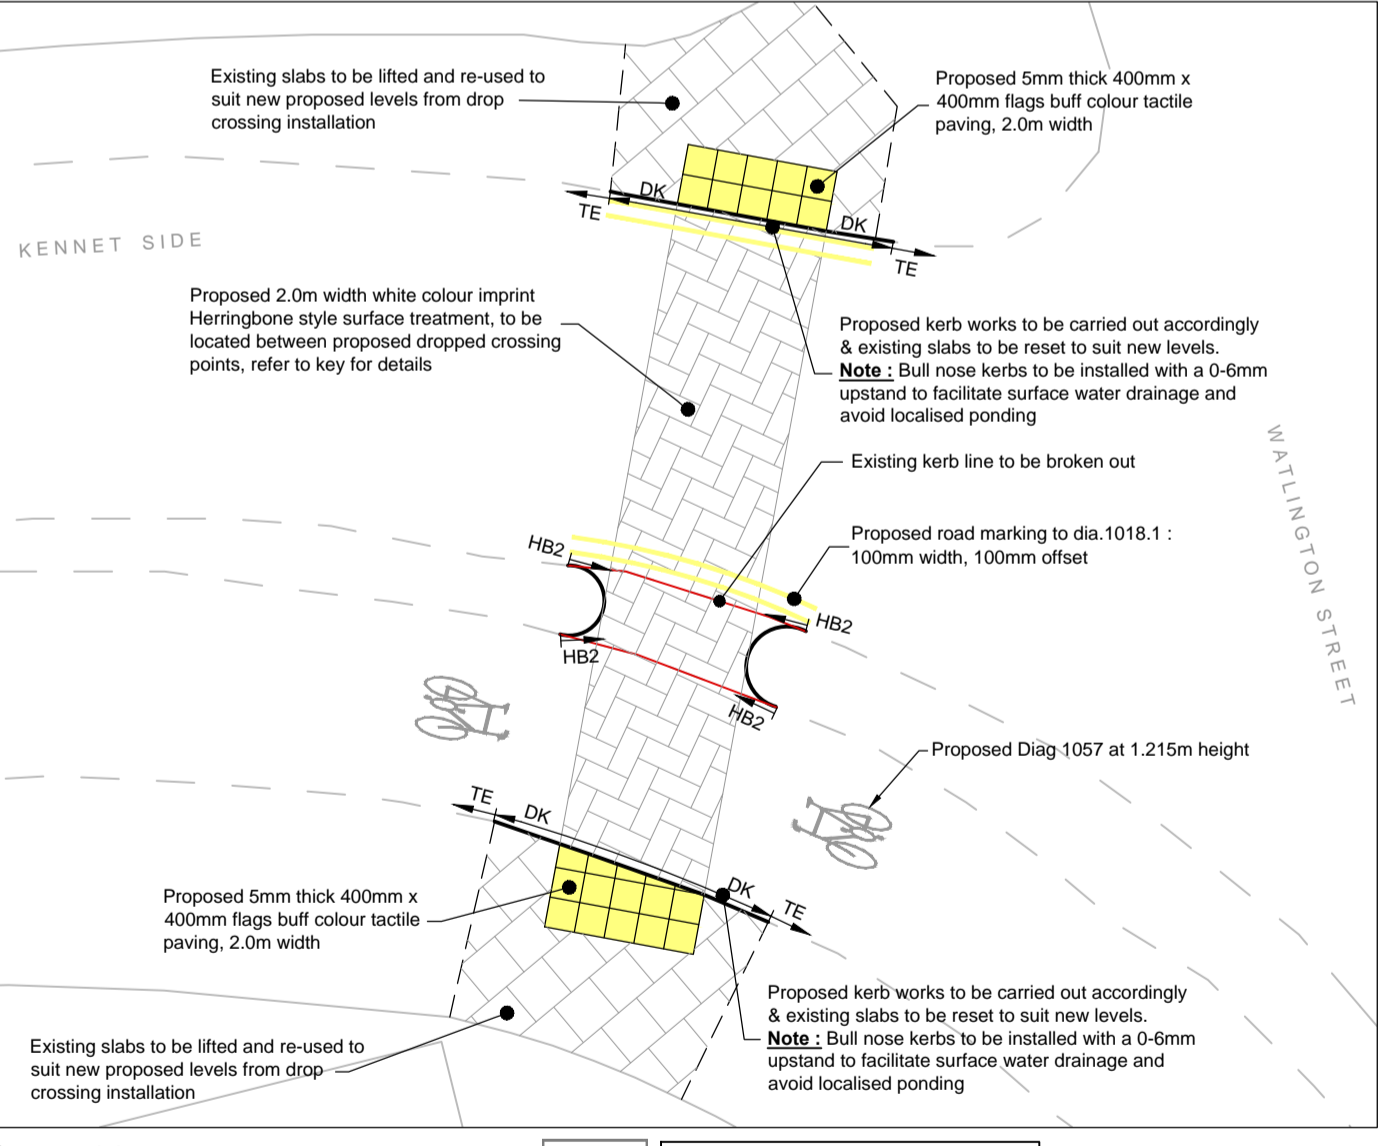 Existing slabs to be lifted and re-used to
suit new proposed levels from drop
crossing installation
Proposed 5mm thick 400mm x
400mm flags buff colour tactile
paving, 2.0m width
DK
TE
DK
TE
KENNET SIDE
Proposed 2.0m width white colour imprint
Herringbone style surface treatment, to be
located between proposed dropped crossing
points, refer to key for details
Proposed kerb works to be carried out accordingly
& existing slabs to be reset to suit new levels.
Note : Bull nose kerbs to be installed with a 0-6mm
upstand to facilitate surface water drainage and
avoid localised ponding
WATLINGTON STREET
Existing kerb line to be broken out
Proposed road marking to dia.1018.1 :
100mm width, 100mm offset
HB2
HB2
HB2
HB2
Proposed Diag 1057 at 1.215m height
TE
DK
DK
TE
Proposed 5mm thick 400mm x
400mm flags buff colour tactile
paving, 2.0m width
Proposed kerb works to be carried out accordingly
& existing slabs to be reset to suit new levels.
Note : Bull nose kerbs to be installed with a 0-6mm
upstand to facilitate surface water drainage and
avoid localised ponding
Existing slabs to be lifted and re-used to
suit new proposed levels from drop
crossing installation